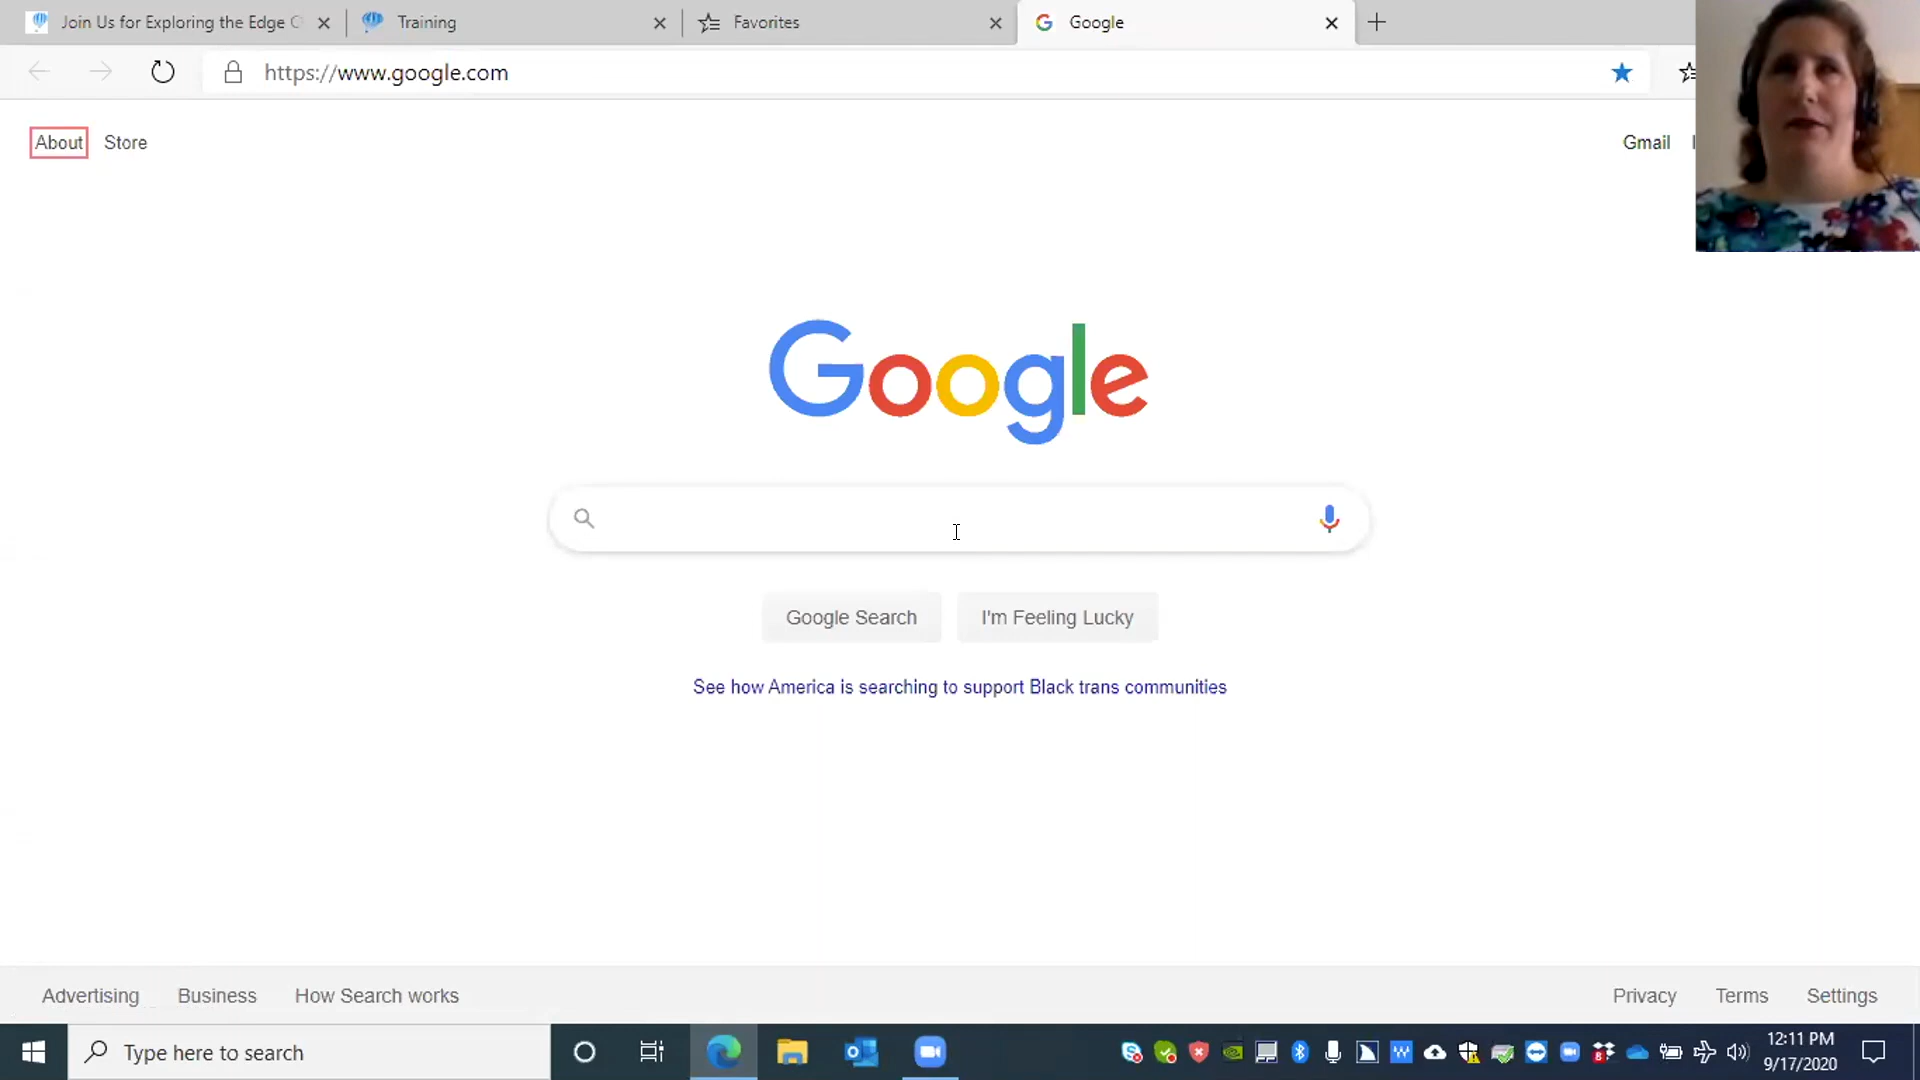 Join Us for Exploring the Edge
Training
Favorites
Google
https://www.google.com
About
Store
Gmail
Google
Google Search
I'm Feeling Lucky
See how America is searching to support Black trans communities
Advertising
Business
How Search works
Privacy
Terms
Settings
Type here to search
12:11 PM
9/17/2020